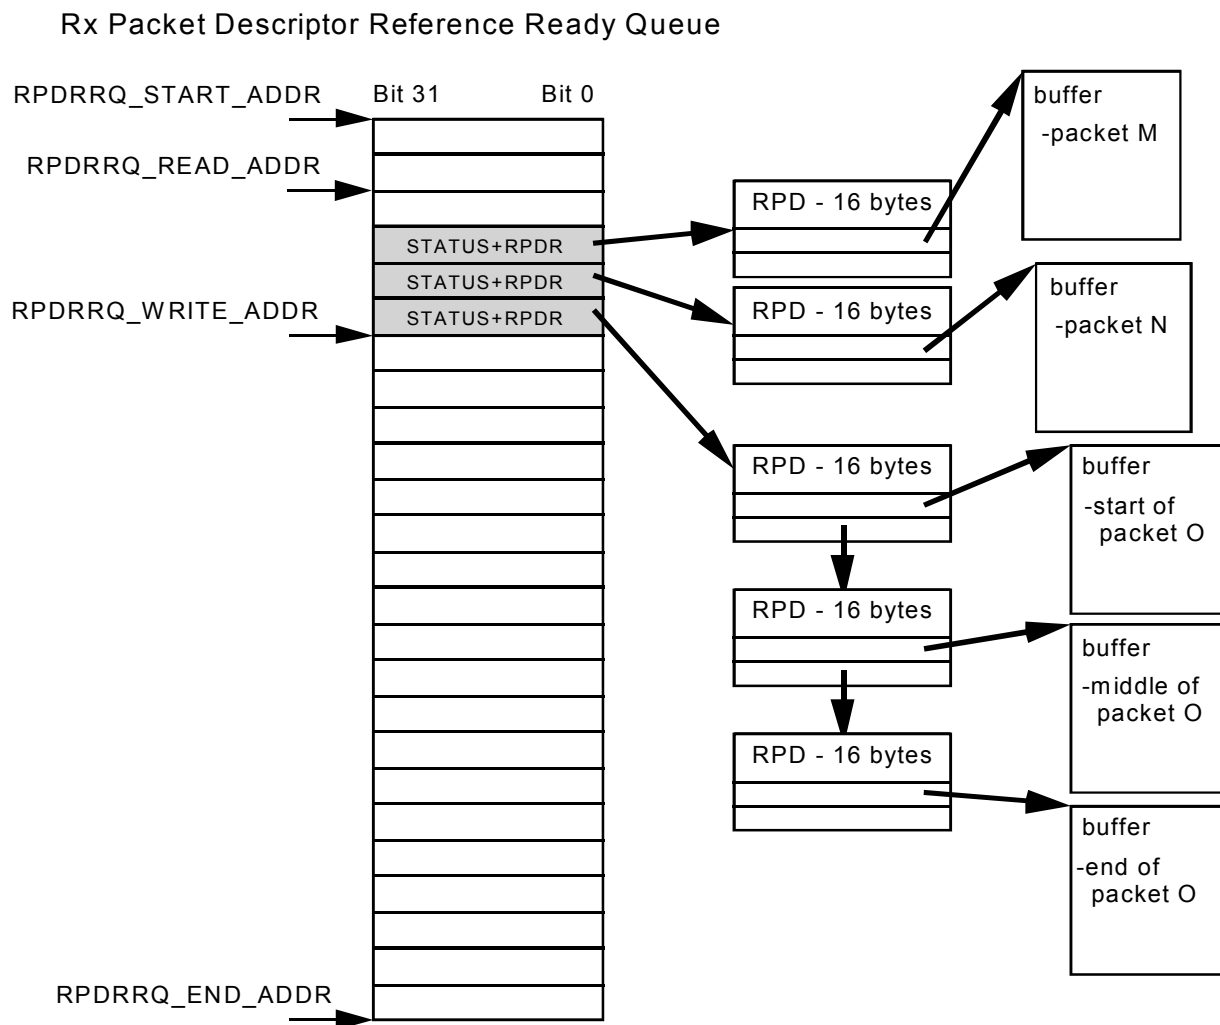 Rx Packet Descriptor Reference Ready Queue
RPDRRQ_START_ADDR
Bit 31
Bit 0
RPDRRQ_READ_ADDR
RPDRRQ_WRITE_ADDR
RPDRRQ_END_ADDR
STATUS+RPDR
STATUS+RPDR
STATUS+RPDR
RPD - 16 bytes
RPD - 16 bytes
RPD - 16 bytes
RPD - 16 bytes
RPD - 16 bytes
buffer
-packet M
buffer
-packet N
buffer
-start of
packet O
buffer
-middle of
packet O
buffer
-end of
packet O